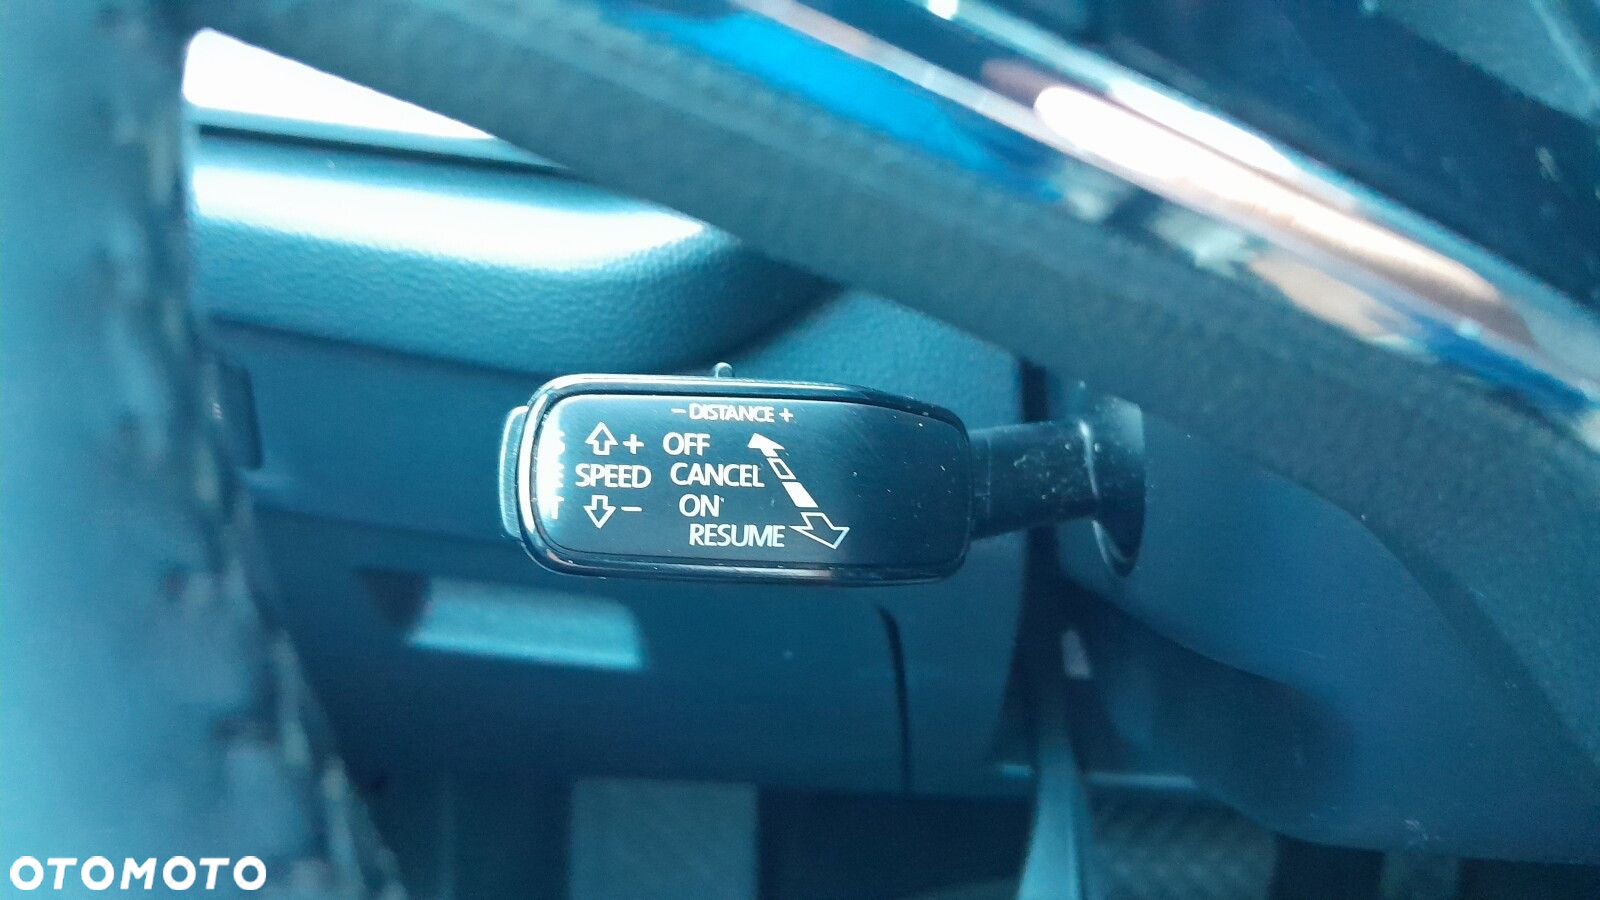 - DISTANCE +
+ OFF
SPEED CANCEL
- ON
RESUME
OTOMOTO